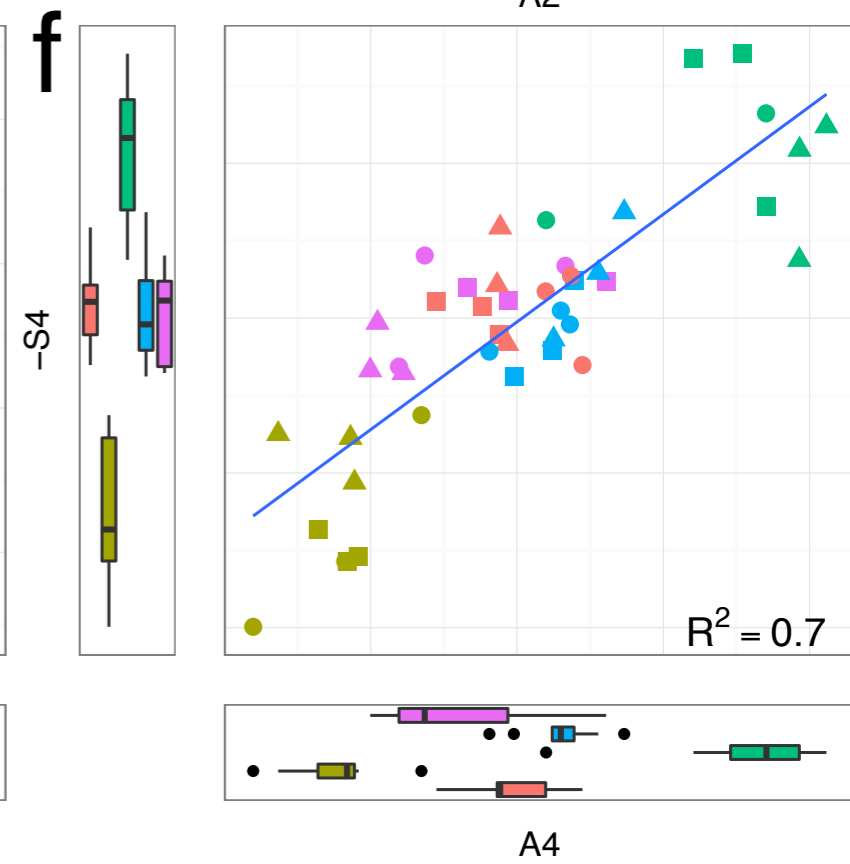 A2
f
–S4
R² = 0.7
A4